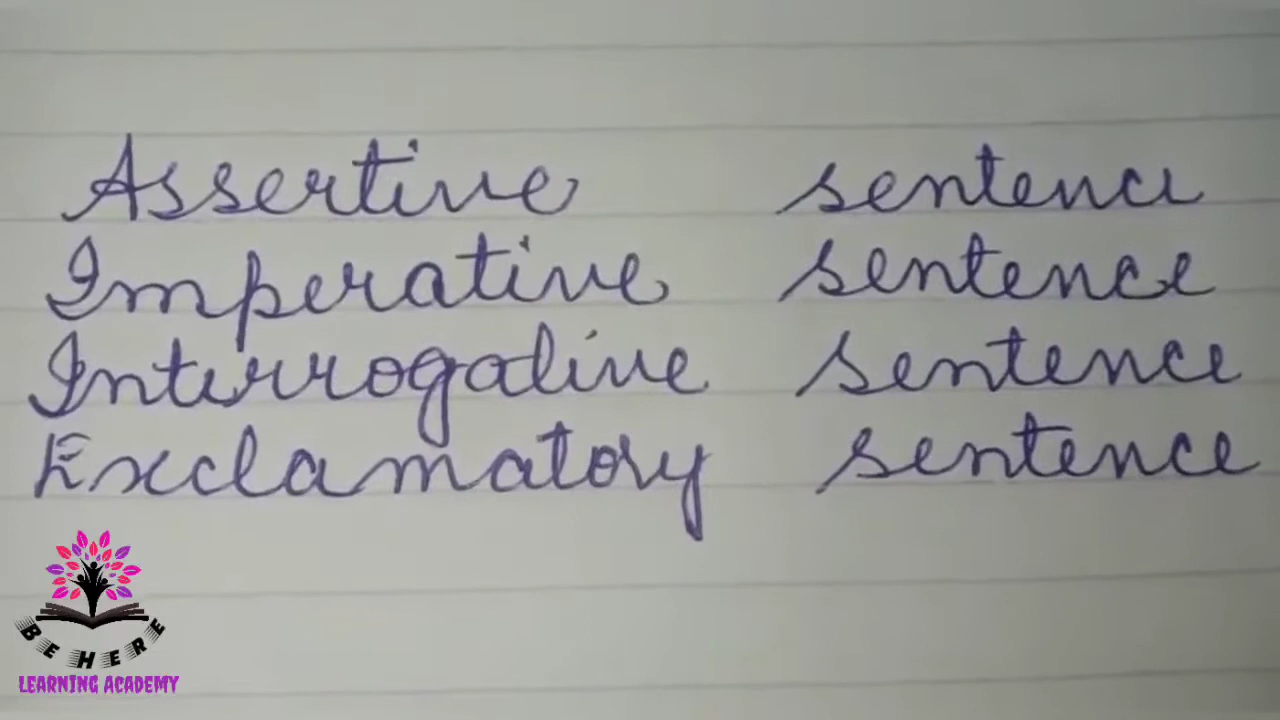 Assertive sentence
Imperative sentence
Interrogative sentence
Exclamatory sentence
BE HERE
LEARNING ACADEMY